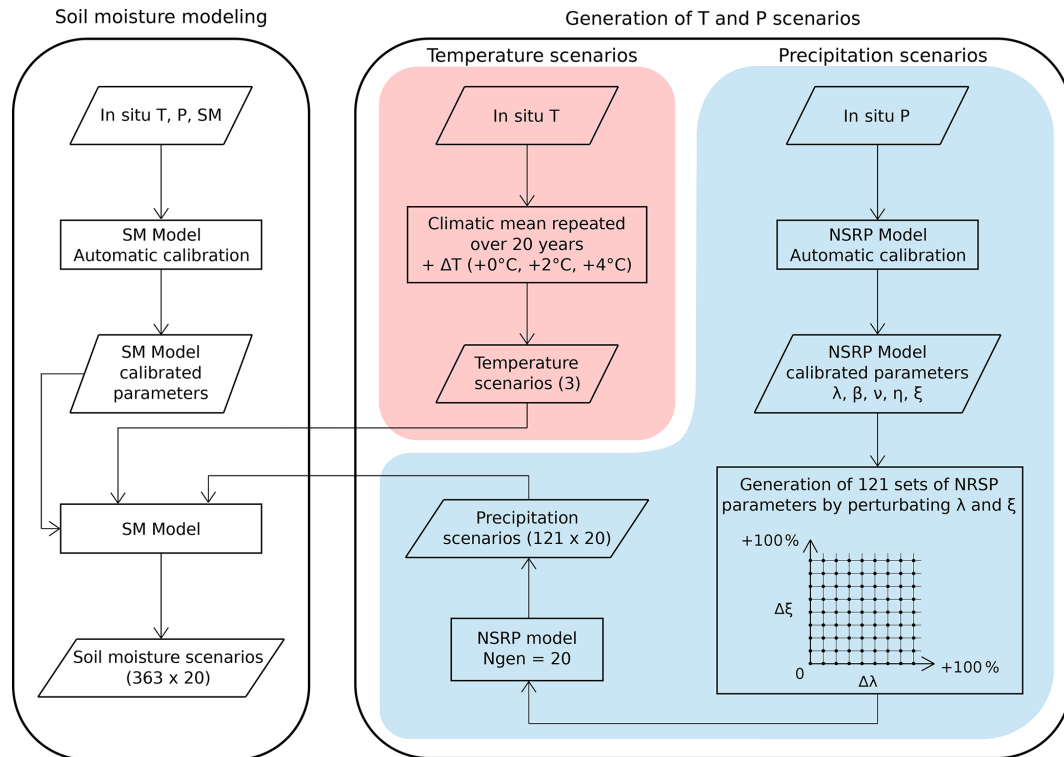 Soil moisture modeling
In situ T, P, SM
SM Model
Automatic calibration
SM Model
calibrated
parameters
SM Model
Soil moisture scenarios
(363 x 20)
Generation of T and P scenarios
Temperature scenarios
In situ T
Climatic mean repeated
over 20 years
+ ΔT (+0°C, +2°C, +4°C)
Temperature
scenarios (3)
Precipitation scenarios
In situ P
NSRP Model
Automatic calibration
NSRP Model
calibrated parameters
λ, β, ν, η, ξ
Generation of 121 sets of NRSP
parameters by perturbating λ and ξ
+100%
Δξ
0
Δλ
+100%
NSRP model
Ngen = 20
Precipitation
scenarios (121 x 20)